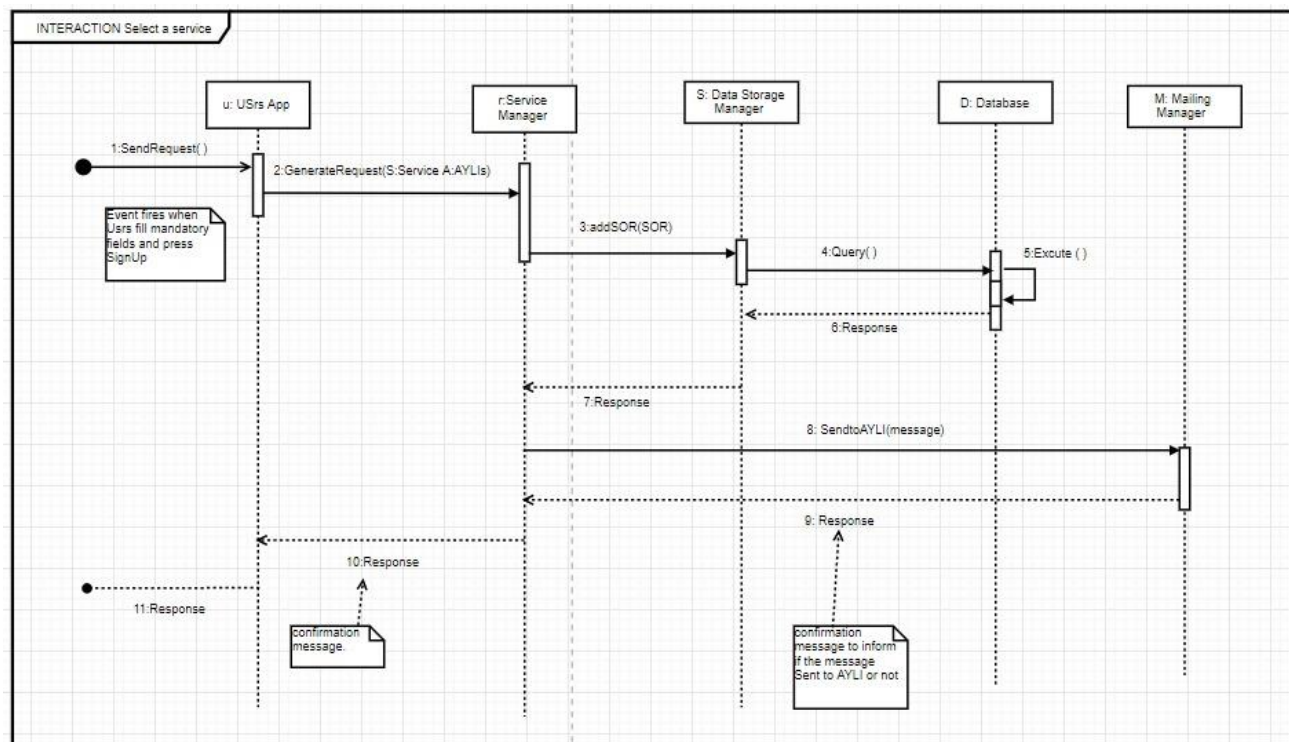 INTERACTION Select a service
u: USrs App
r:Service
Manager
S: Data Storage
Manager
D: Database
M: Mailing
Manager
1:SendRequest( )
2:GenerateRequest(S:Service A:AYLIs)
Event fires when
Usrs fill mandatory
fields and press
SignUp
3:addSOR(SOR)
4:Query( )
5:Excute ( )
6:Response
7:Response
8: SendtoAYLI(message)
9: Response
10:Response
11:Response
confirmation
message.
confirmation
message to inform
if the message
Sent to AYLI or not